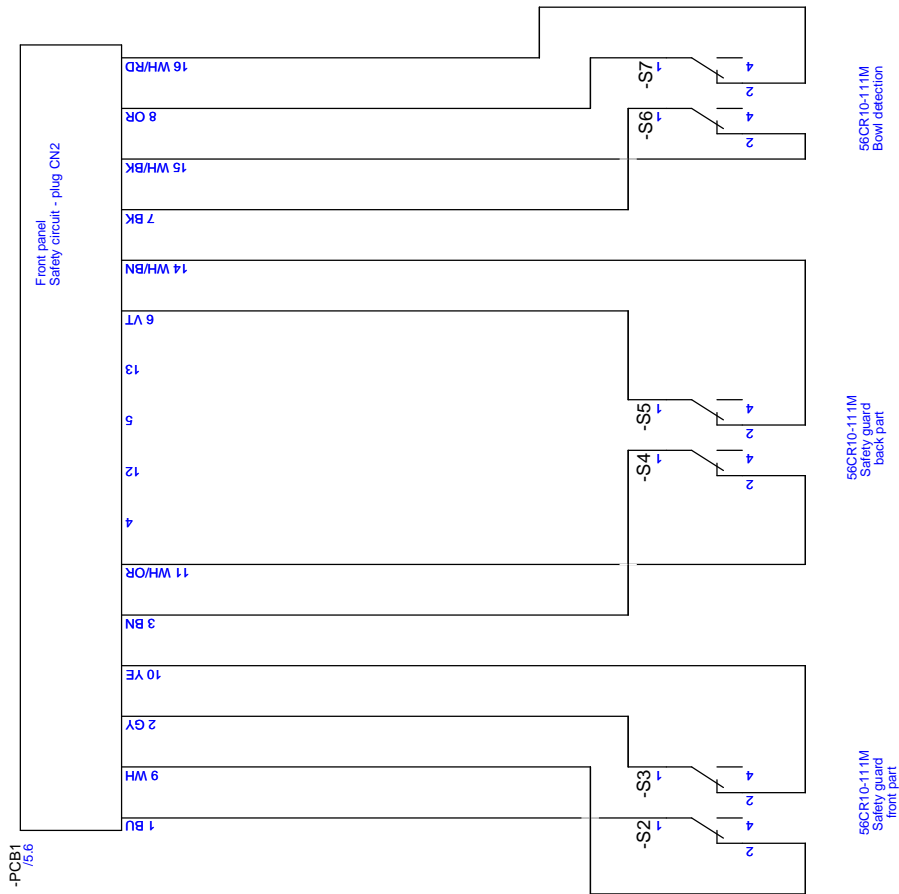 -PCB1
/5.6
Front panel
Safety circuit - plug CN2
16 WH/RD
8 OR
15 WH/BK
7 BK
14 WH/BN
6 VT
13
5
12
4
11 WH/OR
3 BN
10 YE
2 GY
9 WH
1 BU
-S7
1
4
2
-S6
1
4
2
56CR10-111M
Bowl detection
-S5
1
4
2
-S4
1
4
2
56CR10-111M
Safety guard
back part
-S3
1
4
2
-S2
1
4
2
56CR10-111M
Safety guard
front part